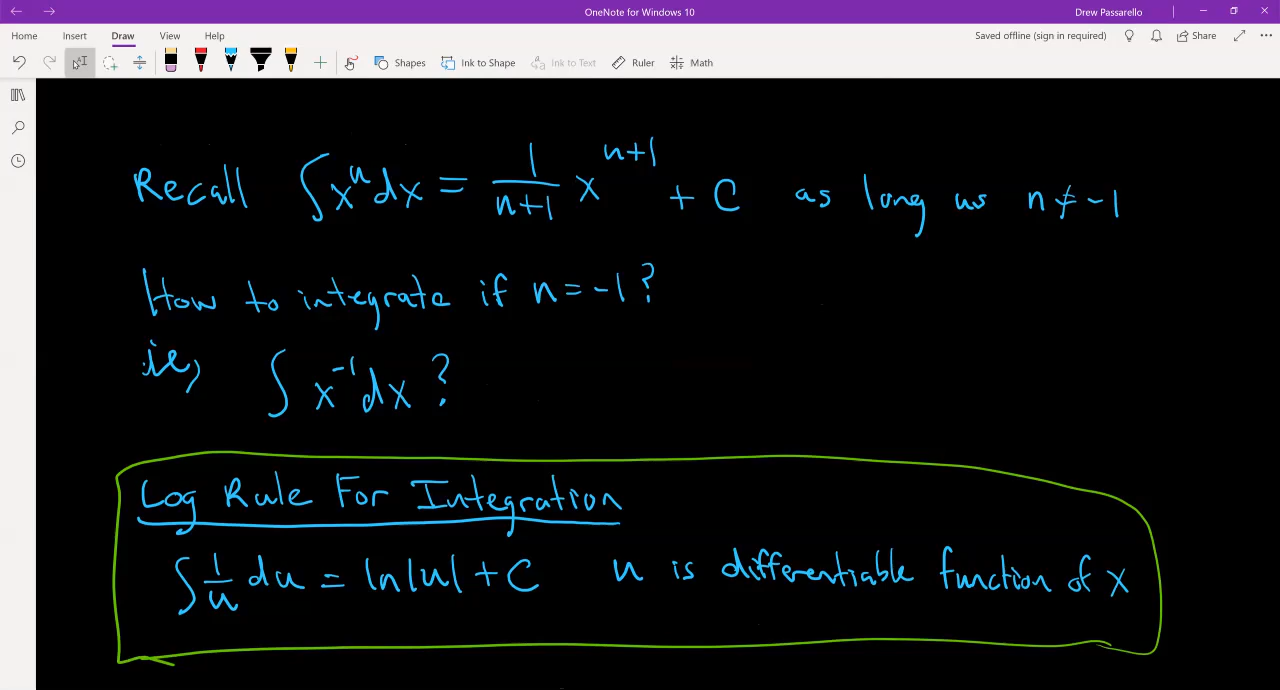 OneNote for Windows 10
Drew Passarello
Home Insert Draw View Help
Saved offline (sign in required) Share
Shapes Ink to Shape Ink to Text Ruler Math
Recall ∫xⁿdx = 1/(n+1) x^(n+1) + C as long as n ≠ -1
How to integrate if n = -1?
ie, ∫ x⁻¹dx ?
Log Rule For Integration
∫ 1/u du = ln|u| + C u is differentiable function of x